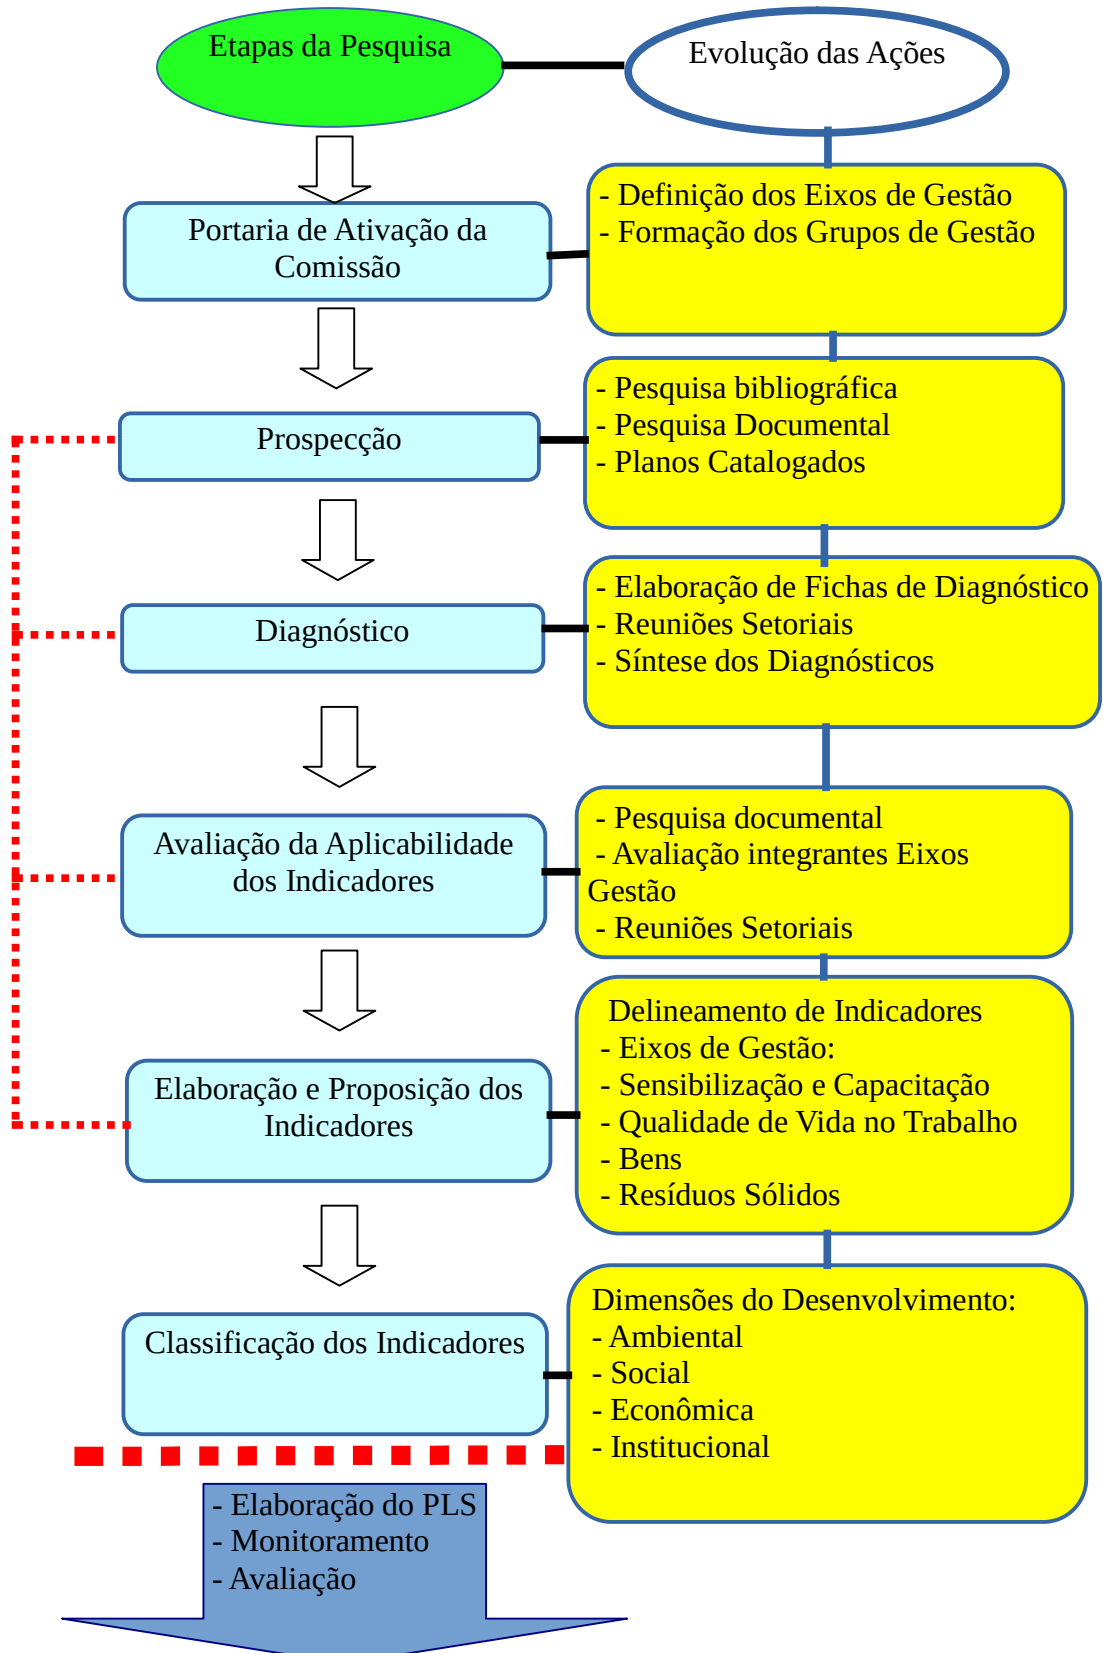 Etapas da Pesquisa
Evolução das Ações
Portaria de Ativação da
Comissão
- Definição dos Eixos de Gestão
- Formação dos Grupos de Gestão
Prospecção
- Pesquisa bibliográfica
- Pesquisa Documental
- Planos Catalogados
Diagnóstico
- Elaboração de Fichas de Diagnóstico
- Reuniões Setoriais
- Síntese dos Diagnósticos
Avaliação da Aplicabilidade
dos Indicadores
- Pesquisa documental
- Avaliação integrantes Eixos
Gestão
- Reuniões Setoriais
Elaboração e Proposição dos
Indicadores
Delineamento de Indicadores
- Eixos de Gestão:
- Sensibilização e Capacitação
- Qualidade de Vida no Trabalho
- Bens
- Resíduos Sólidos
Classificação dos Indicadores
Dimensões do Desenvolvimento:
- Ambiental
- Social
- Econômica
- Institucional
- Elaboração do PLS
- Monitoramento
- Avaliação